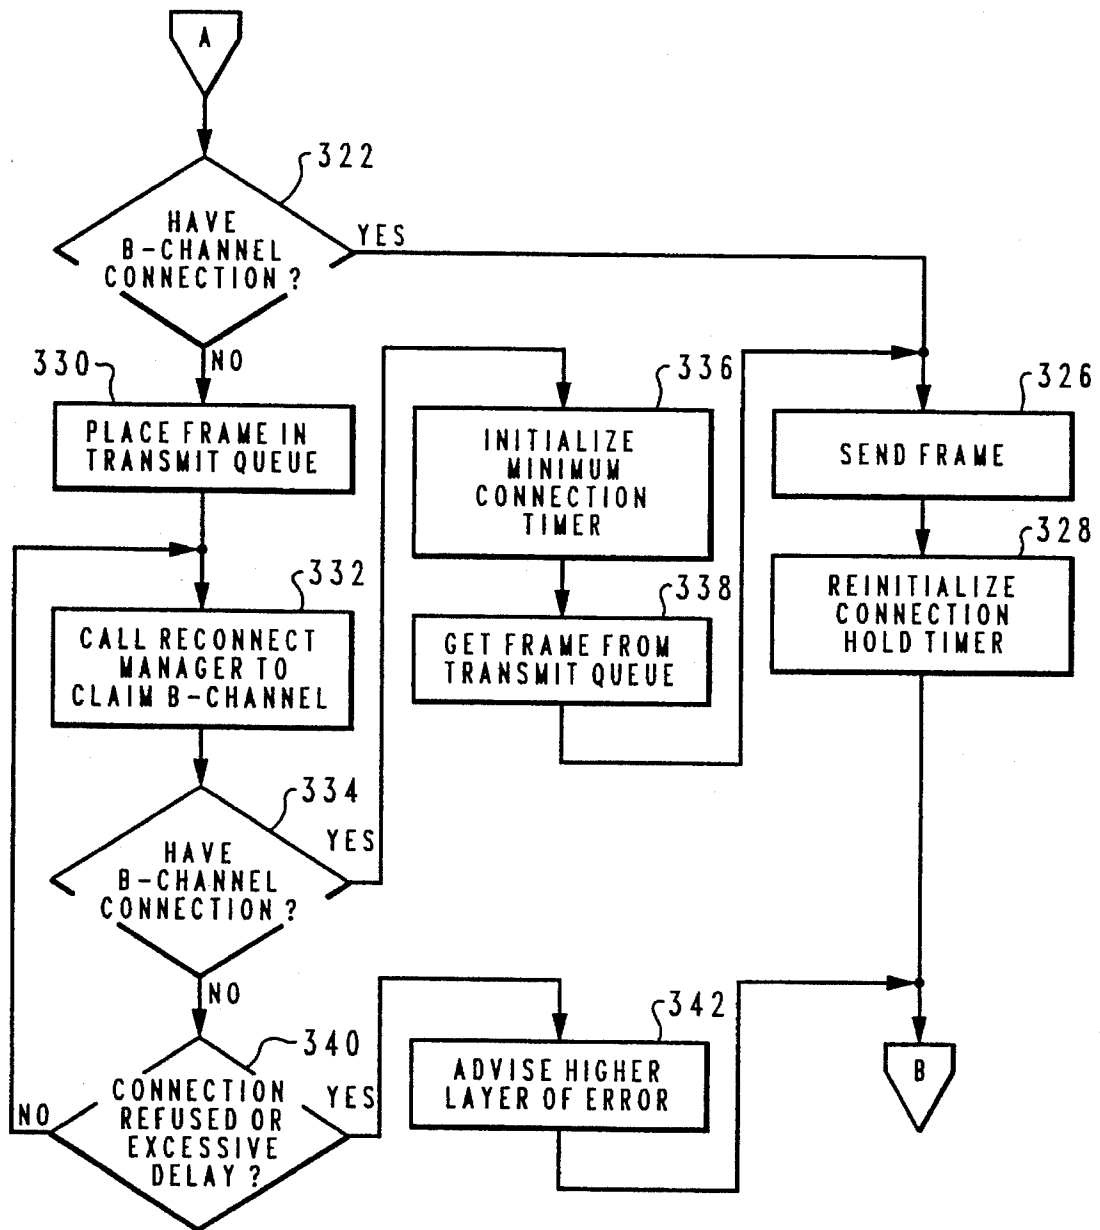 A
322
HAVE
B-CHANNEL
CONNECTION ?
YES
NO
330
PLACE FRAME IN
TRANSMIT QUEUE
332
CALL RECONNECT
MANAGER TO
CLAIM B-CHANNEL
334
HAVE
B-CHANNEL
CONNECTION ?
YES
NO
340
CONNECTION
REFUSED OR
EXCESSIVE
DELAY ?
NO
YES
336
INITIALIZE
MINIMUM
CONNECTION
TIMER
338
GET FRAME FROM
TRANSMIT QUEUE
342
ADVISE HIGHER
LAYER OF ERROR
326
SEND FRAME
328
REINITIALIZE
CONNECTION
HOLD TIMER
B